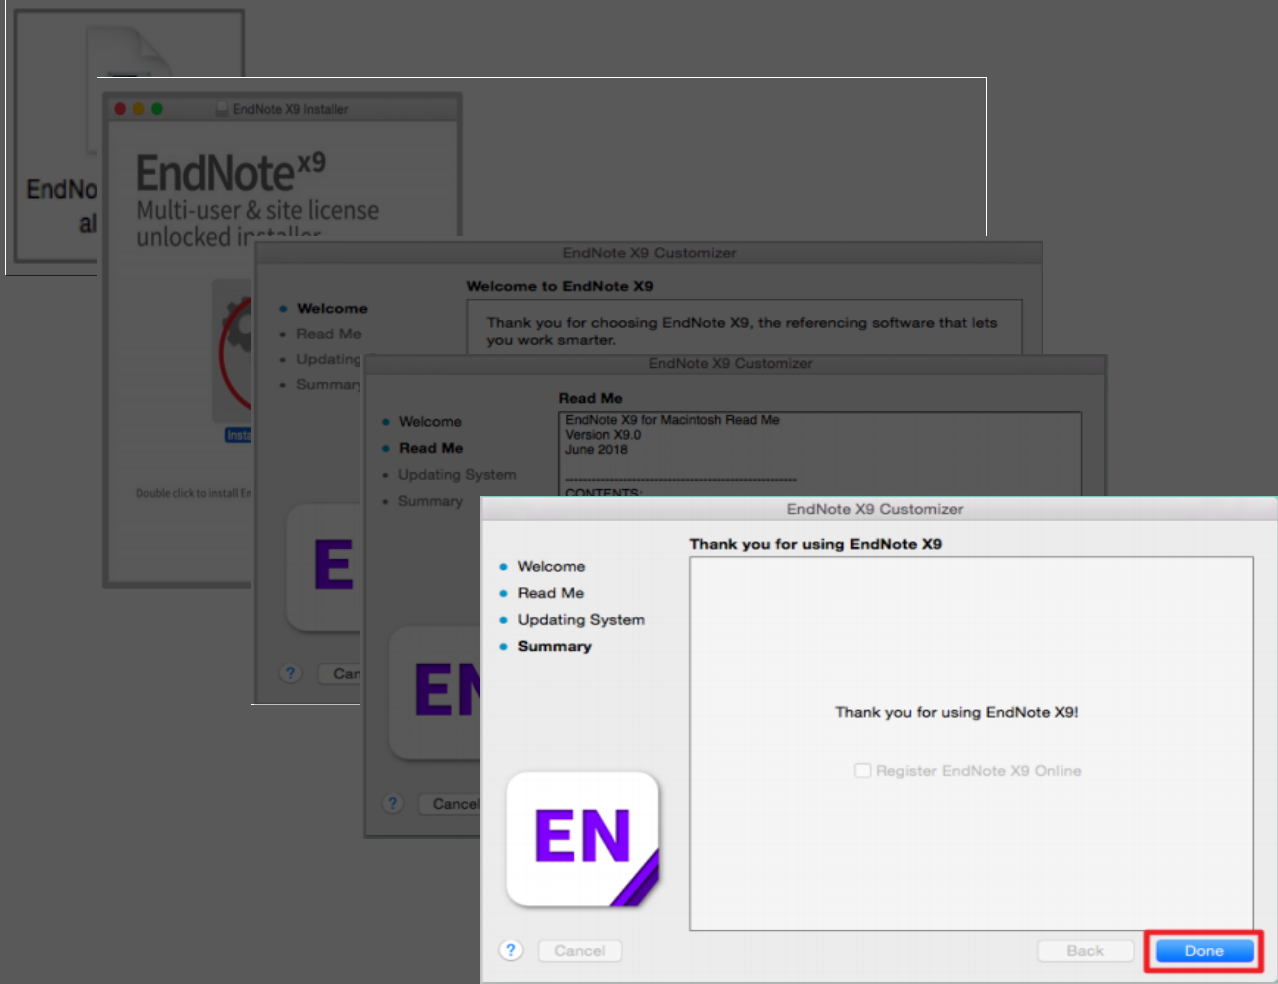 EndNo
al
EndNote X9 Installer
EndNote x9
Multi-user & site license
unlocked installer
Insta
Double click to install En
EndNote X9 Customizer
Welcome to EndNote X9
Welcome
Read Me
Updating
Summary
Thank you for choosing EndNote X9, the referencing software that lets
you work smarter.
EN
?
Can
EndNote X9 Customizer
Read Me
Welcome
Read Me
Updating System
Summary
EndNote X9 for Macintosh Read Me
Version X9.0
June 2018
------------------------------------------------------
CONTENTS:
EN
?
Cancel
EndNote X9 Customizer
Thank you for using EndNote X9
Welcome
Read Me
Updating System
Summary
Thank you for using EndNote X9!
Register EndNote X9 Online
EN
?
Cancel
Back
Done